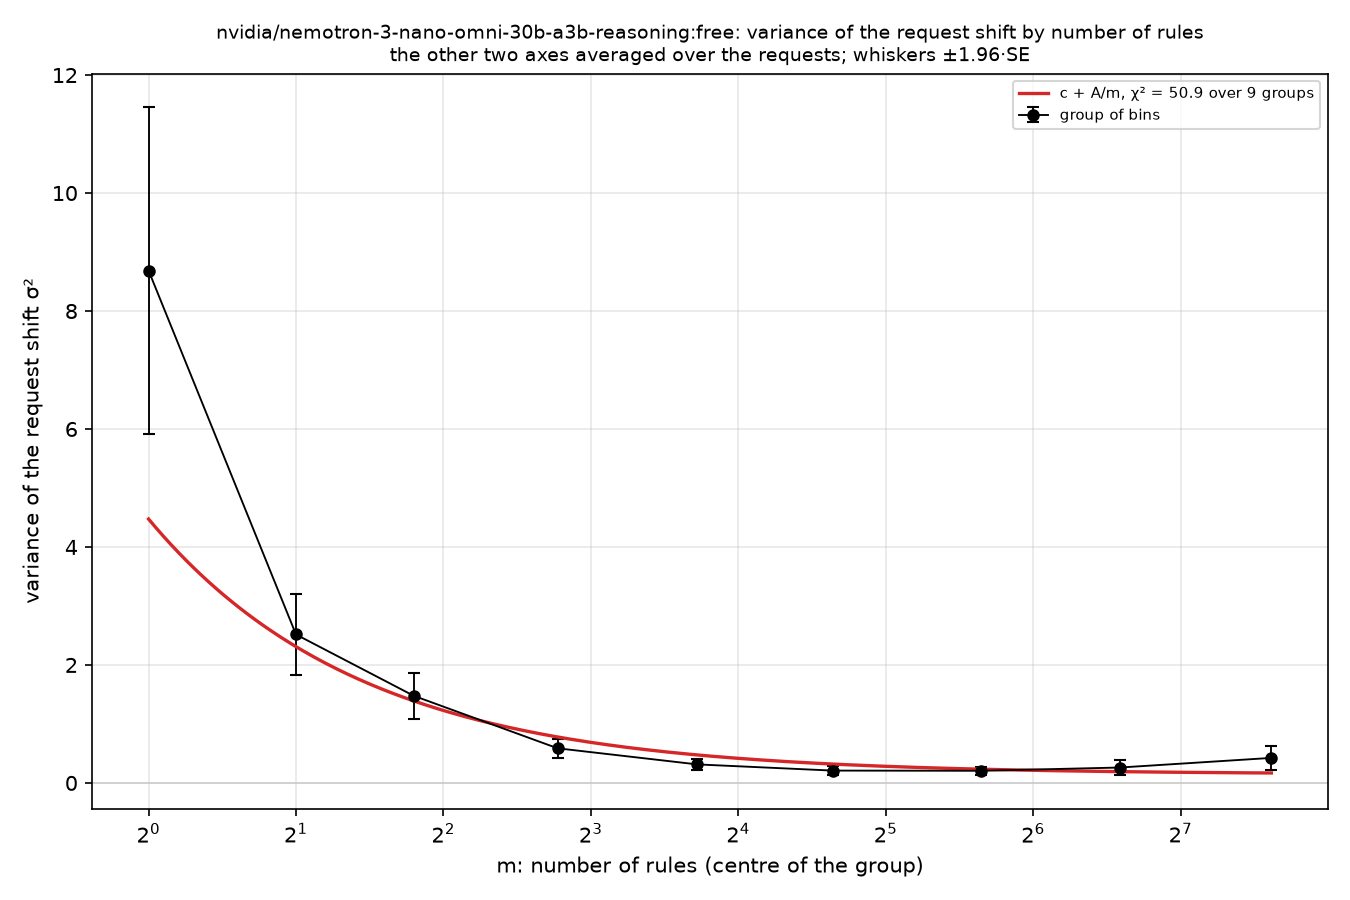 nvidia/nemotron-3-nano-omni-30b-a3b-reasoning:free: variance of the request shift by number of rules
the other two axes averaged over the requests; whiskers ±1.96·SE
c + A/m, χ² = 50.9 over 9 groups
group of bins
variance of the request shift σ²
12
10
8
6
4
2
0
2⁰ 2¹ 2² 2³ 2⁴ 2⁵ 2⁶ 2⁷
m: number of rules (centre of the group)